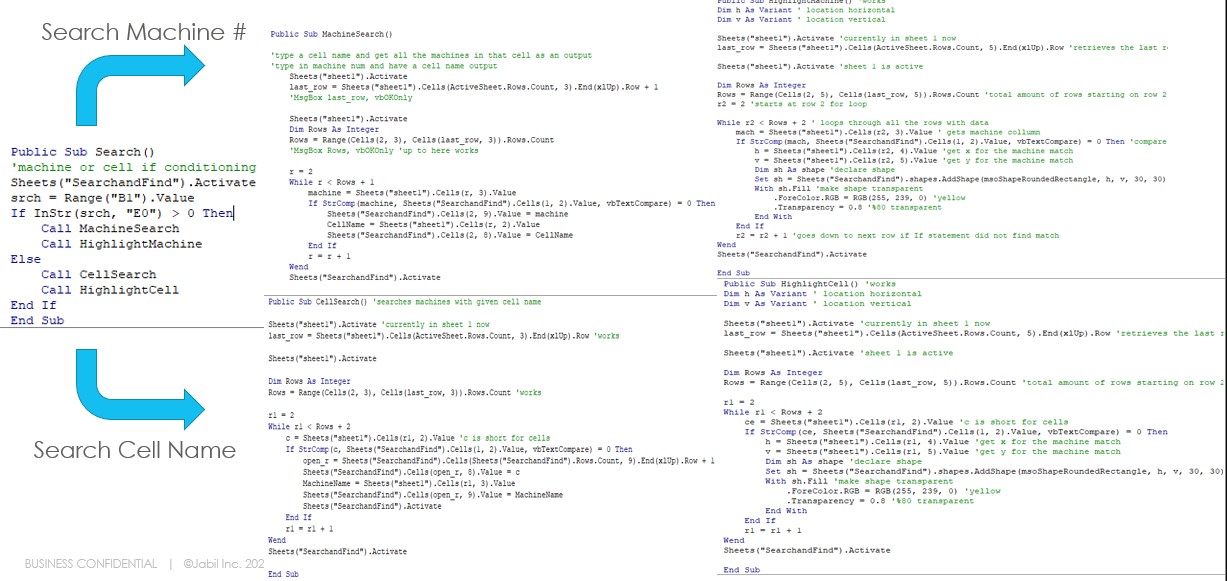 Search Machine #
Public Sub Search()
'machine or cell if conditioning
Sheets("SearchandFind").Activate
srch = Range("B1").Value
If InStr(srch, "E0") > 0 Then
Call MachineSearch
Call HighlightMachine
Else
Call CellSearch
Call HighlightCell
End If
End Sub
Search Cell Name
BUSINESS CONFIDENTIAL | ©Jabil Inc. 202
Public Sub MachineSearch()
'type a cell name and get all the machines in that cell as an output
'type in machine num and have a cell name output
Sheets("sheet1").Activate
last_row = Sheets("sheet1").Cells(ActiveSheet.Rows.Count, 3).End(xlUp).Row + 1
'MsgBox last_row, vbOKOnly
Sheets("sheet1").Activate
Dim Rows As Integer
Rows = Range(Cells(2, 3), Cells(last_row, 3)).Rows.Count
'MsgBox Rows, vbOKOnly 'up to here works
r = 2
While r < Rows + 1
machine = Sheets("sheet1").Cells(r, 3).Value
If StrComp(machine, Sheets("SearchandFind").Cells(1, 2).Value, vbTextCompare) = 0 Then
Sheets("SearchandFind").Cells(2, 9).Value = machine
CellName = Sheets("sheet1").Cells(r, 2).Value
Sheets("SearchandFind").Cells(2, 8).Value = CellName
End If
r = r + 1
Wend
Sheets("SearchandFind").Activate
Public Sub CellSearch() 'searches machines with given cell name
Sheets("sheet1").Activate 'currently in sheet 1 now
last_row = Sheets("sheet1").Cells(ActiveSheet.Rows.Count, 3).End(xlUp).Row 'works
Sheets("sheet1").Activate
Dim Rows As Integer
Rows = Range(Cells(2, 3), Cells(last_row, 3)).Rows.Count 'works
r1 = 2
While r1 < Rows + 2
c = Sheets("sheet1").Cells(r1, 2).Value 'c is short for cells
If StrComp(c, Sheets("SearchandFind").Cells(1, 2).Value, vbTextCompare) = 0 Then
open_r = Sheets("SearchandFind").Cells(Sheets("SearchandFind").Rows.Count, 9).End(xlUp).Row + 1
Sheets("SearchandFind").Cells(open_r, 8).Value = c
MachineName = Sheets("sheet1").Cells(r1, 3).Value
Sheets("SearchandFind").Cells(open_r, 9).Value = MachineName
Sheets("SearchandFind").Activate
End If
r1 = r1 + 1
Wend
Sheets("SearchandFind").Activate
End Sub
Public Sub HighlightMachine() 'works
Dim h As Variant ' location horizontal
Dim v As Variant ' location vertical
Sheets("sheet1").Activate 'currently in sheet 1 now
last_row = Sheets("sheet1").Cells(ActiveSheet.Rows.Count, 5).End(xlUp).Row 'retrieves the last r
Sheets("sheet1").Activate 'sheet 1 is active
Dim Rows As Integer
Rows = Range(Cells(2, 5), Cells(last_row, 5)).Rows.Count 'total amount of rows starting on row 2
r2 = 2 'starts at row 2 for loop
While r2 < Rows + 2 ' loops through all the rows with data
mach = Sheets("sheet1").Cells(r2, 3).Value ' gets machine collumn
If StrComp(mach, Sheets("SearchandFind").Cells(1, 2).Value, vbTextCompare) = 0 Then 'compare
h = Sheets("sheet1").Cells(r2, 4).Value 'get x for the machine match
v = Sheets("sheet1").Cells(r2, 5).Value 'get y for the machine match
Dim sh As Shape 'declare shape
Set sh = Sheets("SearchandFind").shapes.AddShape(msoShapeRoundedRectangle, h, v, 30, 30)
With sh.Fill 'make shape transparent
.ForeColor.RGB = RGB(255, 239, 0) 'yellow
.Transparency = 0.8 '%80 transparent
End With
End If
r2 = r2 + 1 'goes down to next row if If statement did not find match
Wend
Sheets("SearchandFind").Activate
End Sub
Public Sub HighlightCell() 'works
Dim h As Variant ' location horizontal
Dim v As Variant ' location vertical
Sheets("sheet1").Activate 'currently in sheet 1 now
last_row = Sheets("sheet1").Cells(ActiveSheet.Rows.Count, 5).End(xlUp).Row 'retrieves the last r
Sheets("sheet1").Activate 'sheet 1 is active
Dim Rows As Integer
Rows = Range(Cells(2, 5), Cells(last_row, 5)).Rows.Count 'total amount of rows starting on row 2
r1 = 2
While r1 < Rows + 2
ce = Sheets("sheet1").Cells(r1, 2).Value 'c is short for cells
If StrComp(ce, Sheets("SearchandFind").Cells(1, 2).Value, vbTextCompare) = 0 Then
h = Sheets("sheet1").Cells(r1, 4).Value 'get x for the machine match
v = Sheets("sheet1").Cells(r1, 5).Value 'get y for the machine match
Dim sh As shape 'declare shape
Set sh = Sheets("SearchandFind").shapes.AddShape(msoShapeRoundedRectangle, h, v, 30, 30)
With sh.Fill 'make shape transparent
.ForeColor.RGB = RGB(255, 239, 0) 'yellow
.Transparency = 0.8 '%80 transparent
End With
End If
r1 = r1 + 1
Wend
Sheets("SearchandFind").Activate
End Sub